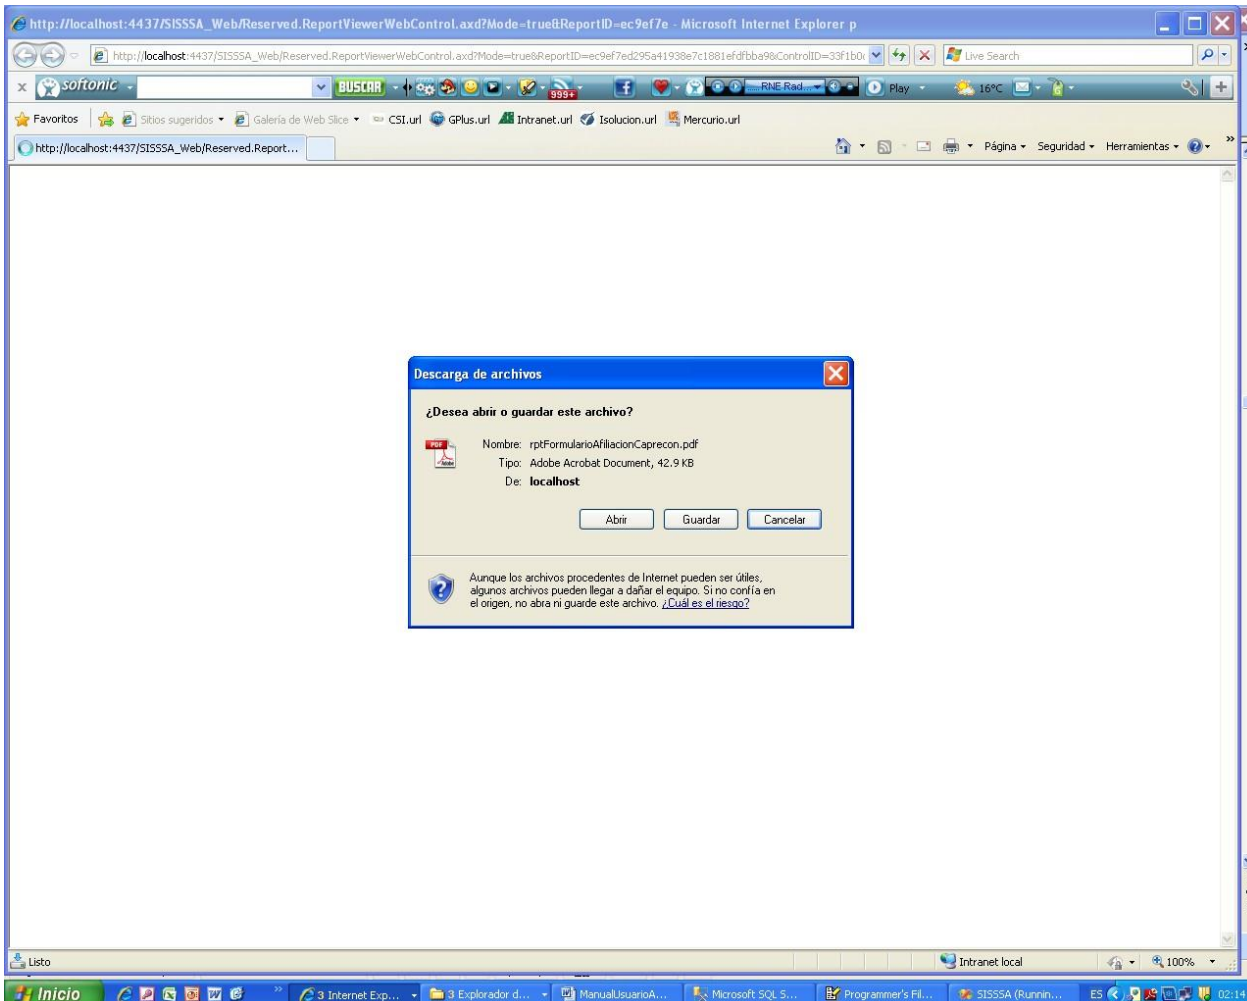 http://localhost:4437/SISSSA_Web/Reserved.ReportViewerWebControl.axd?Mode=true&ReportID=ec9ef7e - Microsoft Internet Explorer p
http://localhost:4437/SISSSA_Web/Reserved.ReportViewerWebControl.axd?Mode=true&ReportID=ec9ef7ed295a41938e7c1881efdfbba9&ControlID=33f1b0c Live Search
softonic BUSCAR 999+ RNE Rad... Play 16°C
Favoritos Sitios sugeridos Galería de Web Slice CSI.url GPlus.url Intranet.url Isolucion.url Mercurio.url
http://localhost:4437/SISSSA_Web/Reserved.Report... Página Seguridad Herramientas
Descarga de archivos
¿Desea abrir o guardar este archivo?
PDF Nombre: rptFormularioAfiliacionCaprecon.pdf
Adobe Tipo: Adobe Acrobat Document, 42.9 KB
De: localhost
Abrir Guardar Cancelar
Aunque los archivos procedentes de Internet pueden ser útiles,
algunos archivos pueden llegar a dañar el equipo. Si no confía en
el origen, no abra ni guarde este archivo. ¿Cuál es el riesgo?
Listo Intranet local 100%
Inicio 3 Internet Exp... 3 Explorador d... ManualUsuarioA... Microsoft SQL S... Programmer's Fil... SISSSA (Runnin... ES 02:14